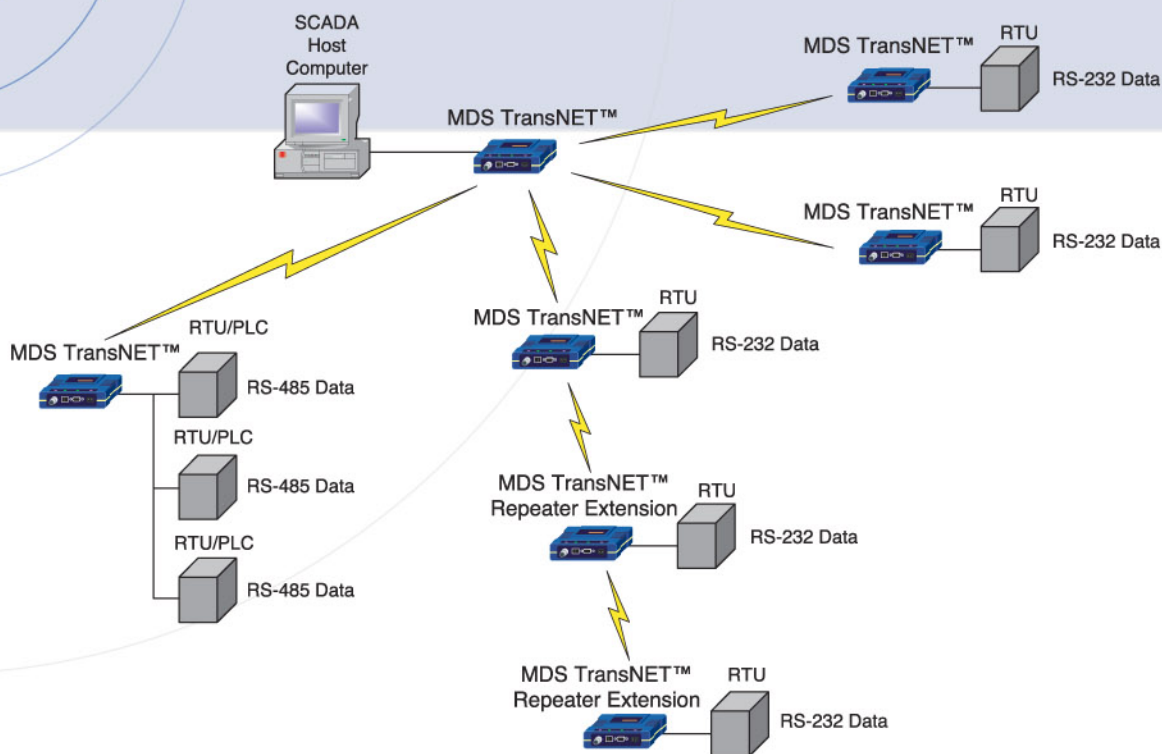 SCADA
Host
Computer
MDS TransNET™
MDS TransNET™
RTU
RS-232 Data
MDS TransNET™
RTU
RS-232 Data
MDS TransNET™
RTU/PLC
RS-485 Data
RTU/PLC
RS-485 Data
RTU/PLC
RS-485 Data
MDS TransNET™
RTU
RS-232 Data
MDS TransNET™
Repeater Extension
RTU
RS-232 Data
MDS TransNET™
Repeater Extension
RTU
RS-232 Data